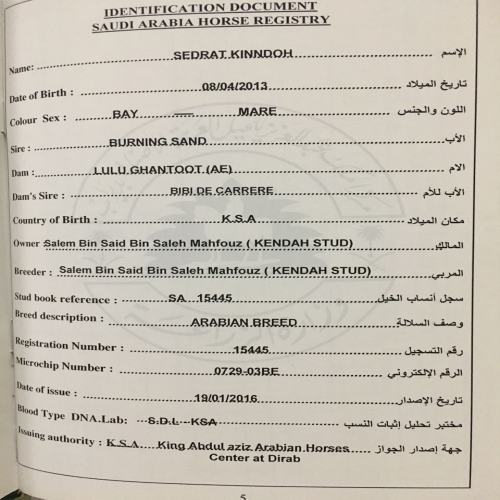 IDENTIFICATION DOCUMENT
SAUDI ARABIA HORSE REGISTRY
Name: SEDRAT KINNDOH الإسم
Date of Birth : 08/04/2013 تاريخ الميلاد
Colour Sex : BAY — MARE اللون والجنس
Sire : BURNING SAND الأب
Dam : LULU GHANTOOT (AE) الام
Dam's Sire : BIBI DE CARRERE الأب للأم
Country of Birth : K.S.A مكان الميلاد
Owner : Salem Bin Said Bin Saleh Mahfouz ( KENDAH STUD) المالك
Breeder : Salem Bin Said Bin Saleh Mahfouz ( KENDAH STUD) المربي
Stud book reference : SA 15445 سجل أنساب الخيل
Breed description : ARABIAN BREED وصف السلالة
Registration Number : 15445 رقم التسجيل
Microchip Number : 0729-03BE الرقم الإلكتروني
Date of issue : 19/01/2016 تاريخ الإصدار
Blood Type DNA.Lab: S.D.L - KSA مختبر تحليل إثبات النسب
Issuing authority : K.S.A King Abdul aziz Arabian Horses جهة إصدار الجواز
Center at Dirab
5